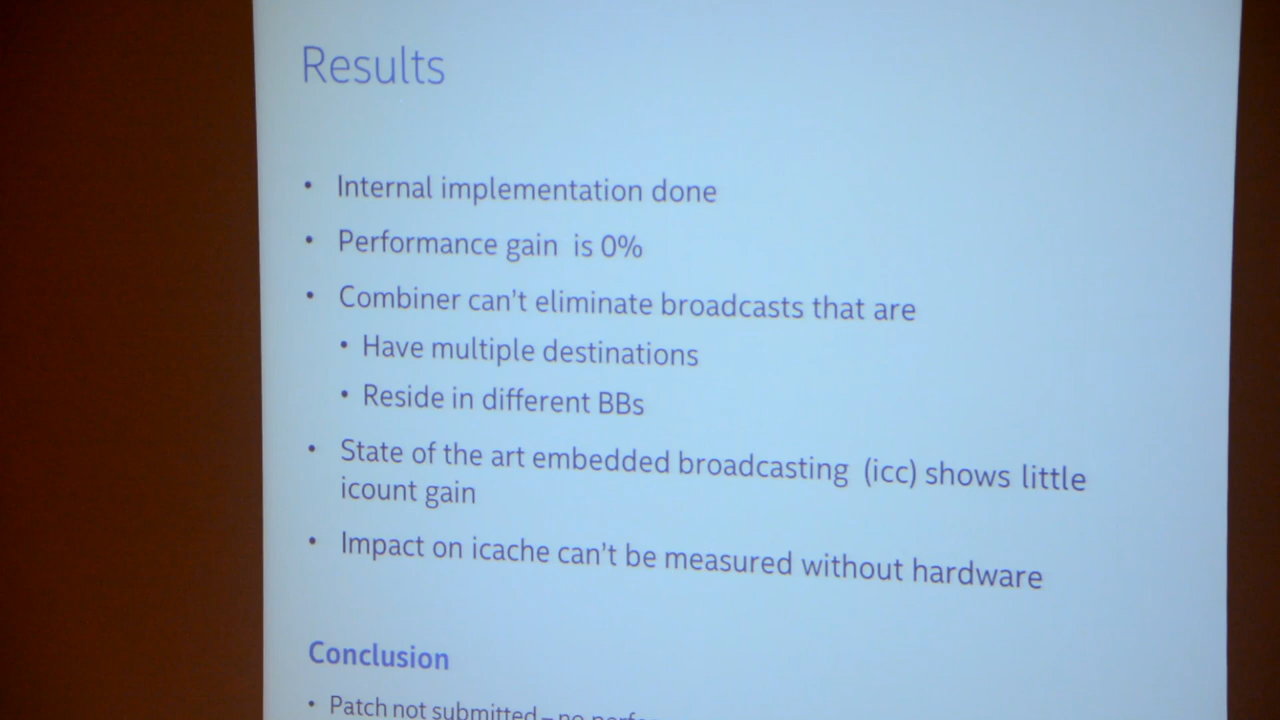 Results
• Internal implementation done
• Performance gain is 0%
• Combiner can't eliminate broadcasts that are
• Have multiple destinations
• Reside in different BBs
• State of the art embedded broadcasting (icc) shows little
icount gain
• Impact on icache can't be measured without hardware
Conclusion
• Patch not submitted – no